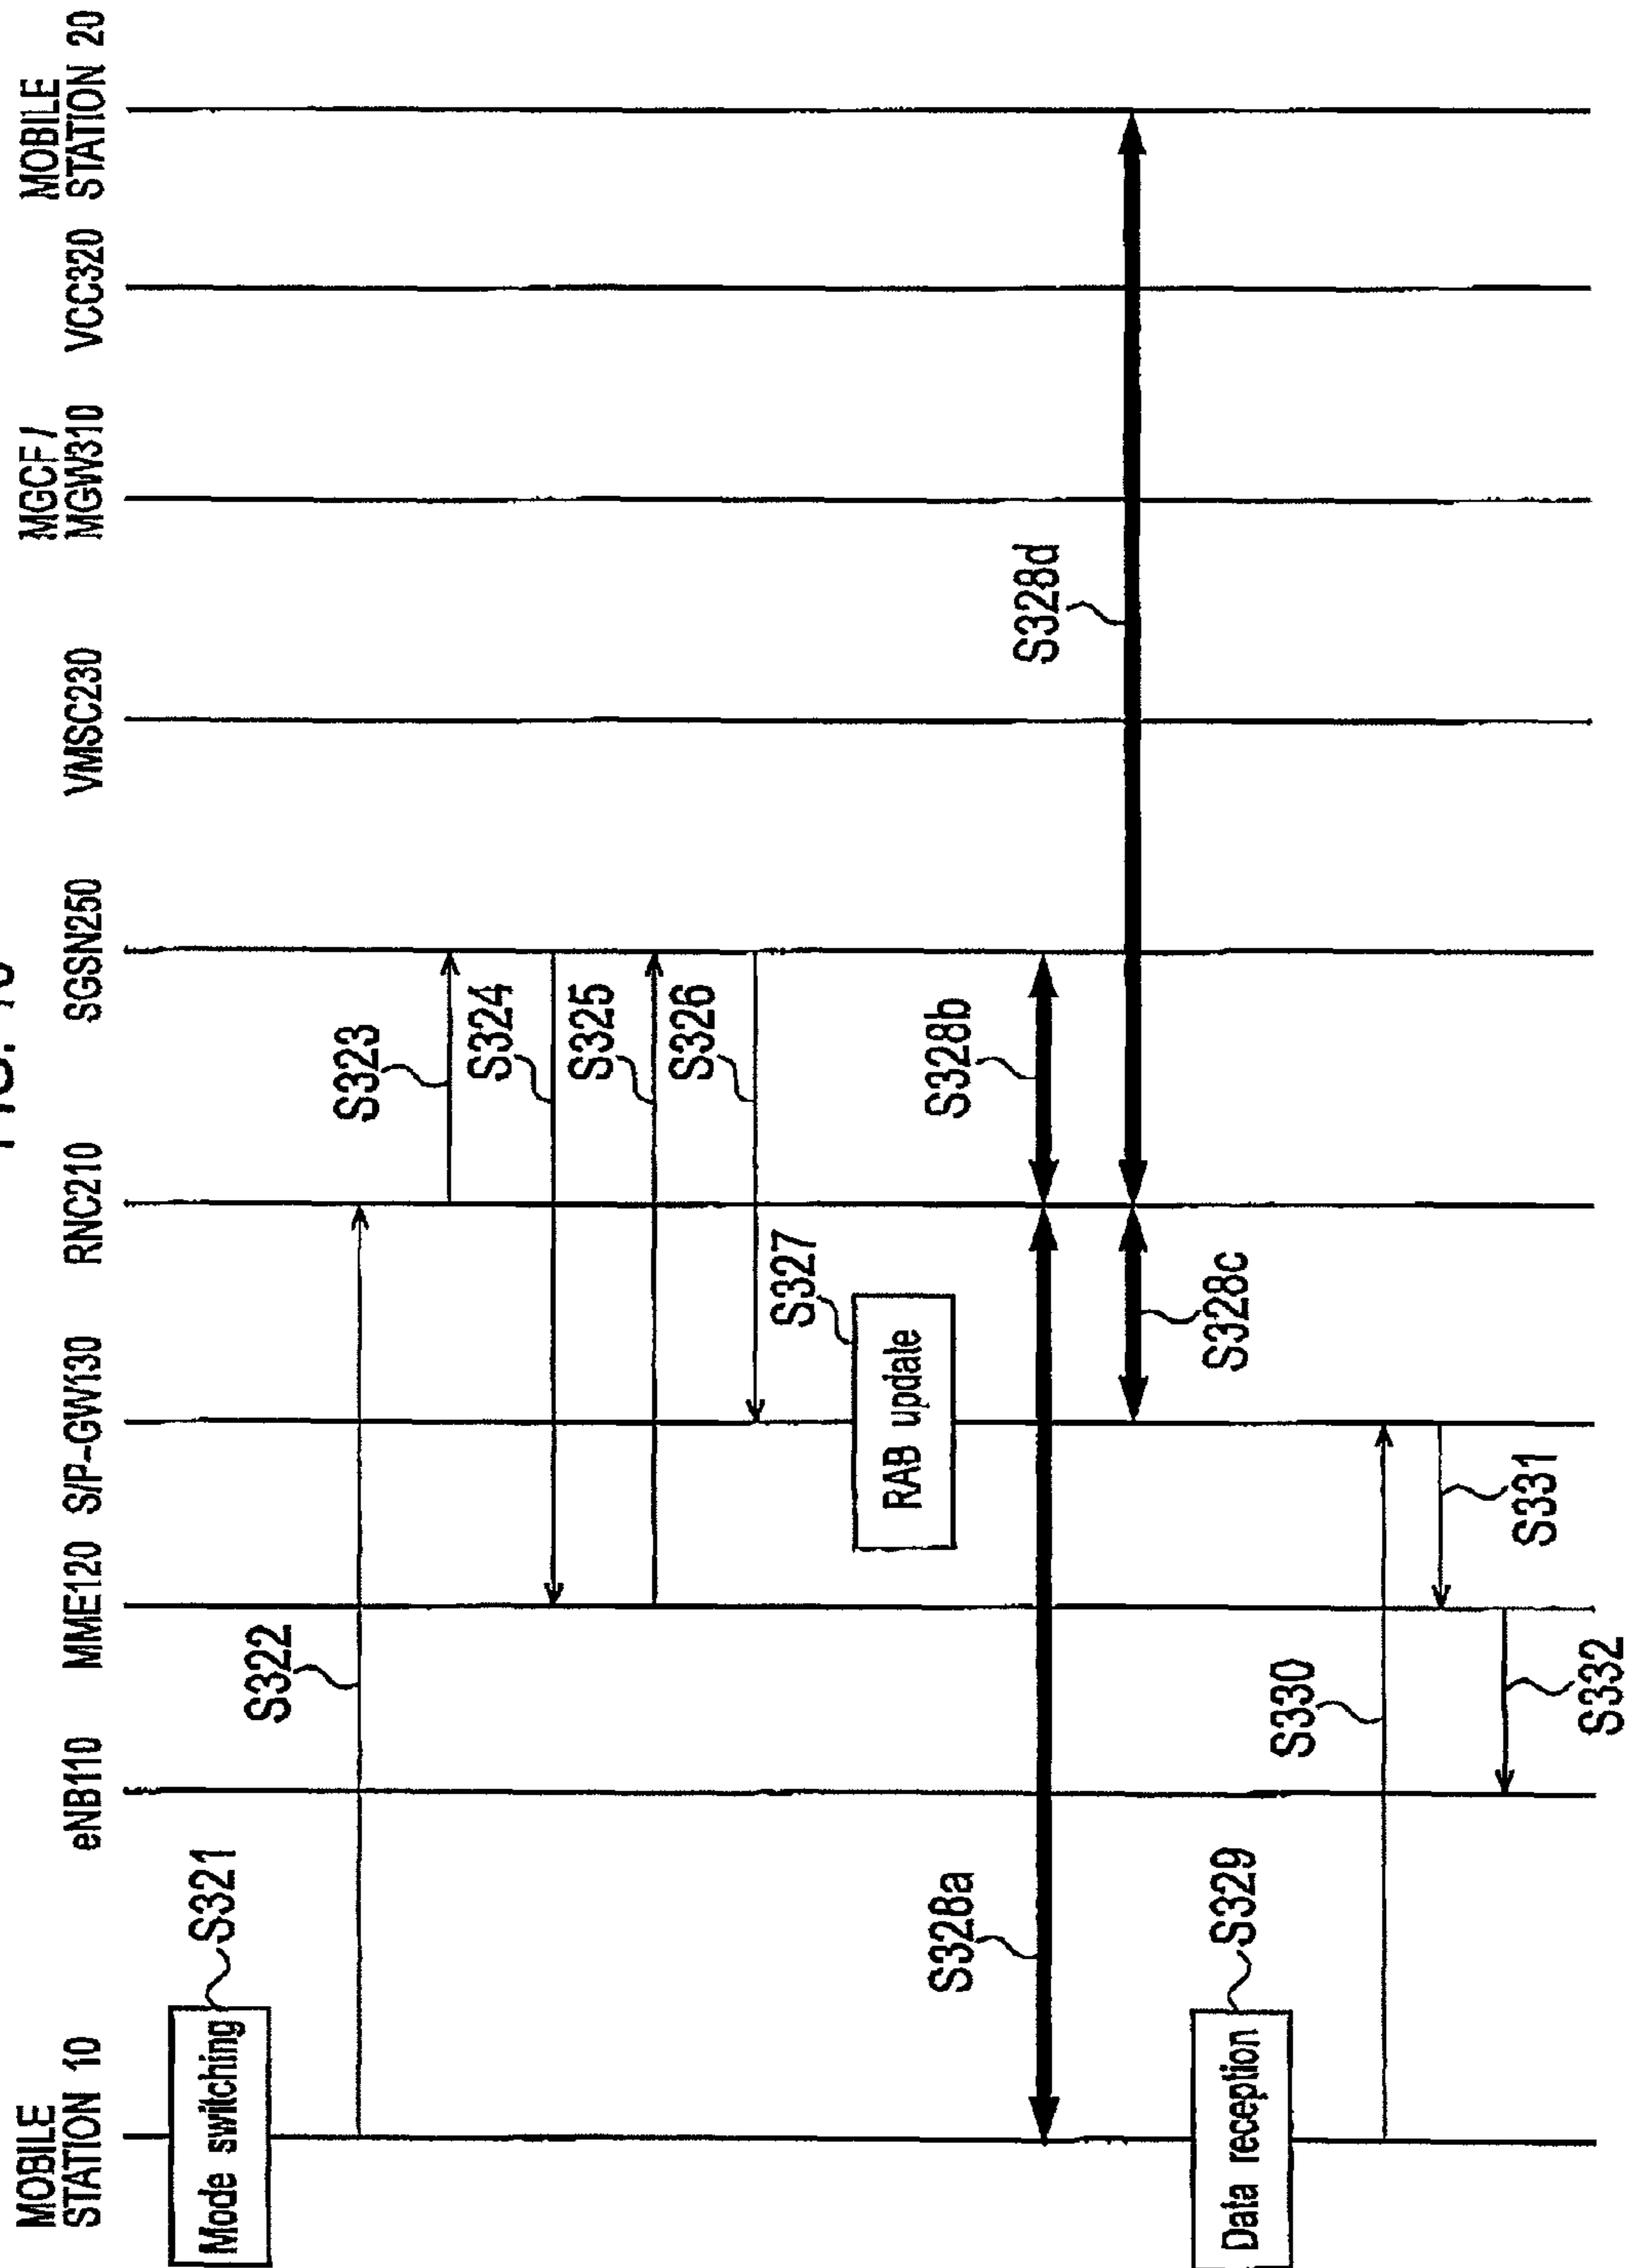 MOBILE
STATION 10
eNB110
MME120
S/P-GW130
RNC210
SGSN250
VMSC230
MGCF/
MGW310
VCC320
MOBILE
STATION 20
Mode switching
S321
S322
S323
S324
S325
S326
S327
RAB update
S328a
S328b
S328c
S328d
Data reception
S329
S330
S331
S332